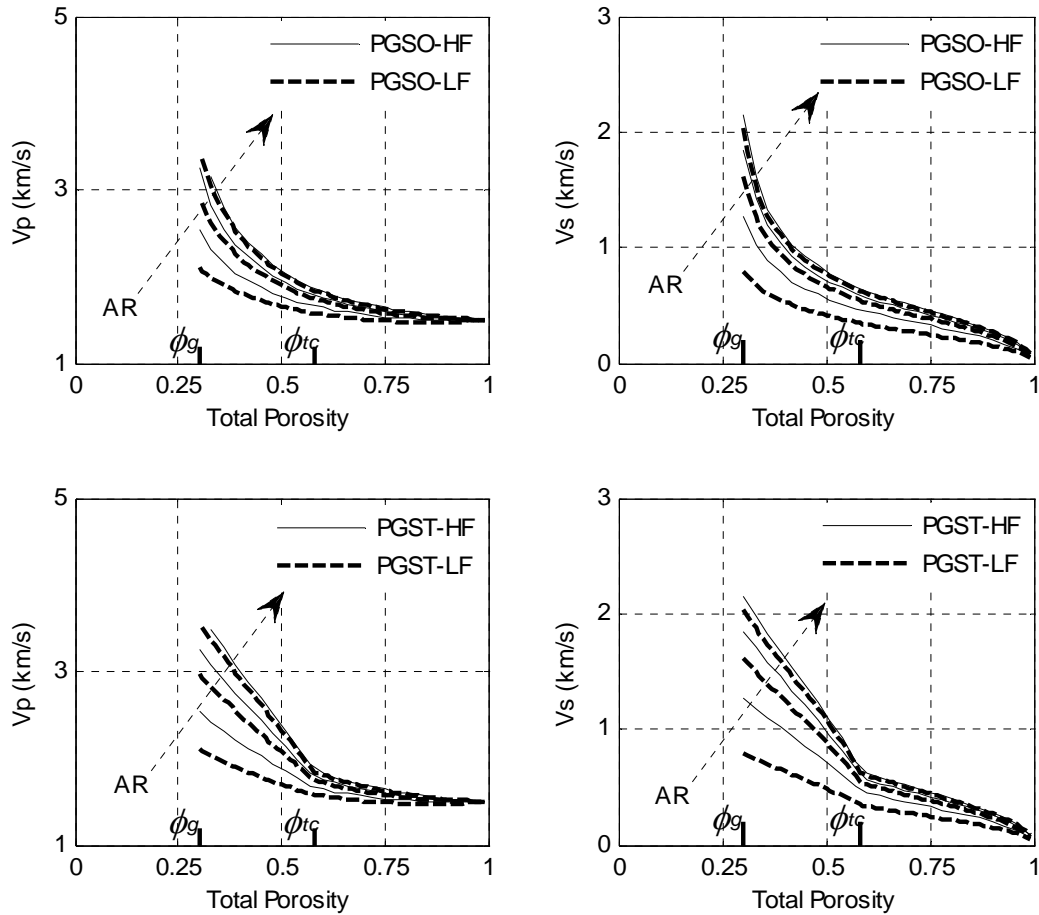 5
3
1
Vp (km/s)
PGSO-HF
PGSO-LF
AR
ϕg
ϕtc
0 0.25 0.5 0.75 1
Total Porosity
3
2
1
0
Vs (km/s)
PGSO-HF
PGSO-LF
AR
ϕg
ϕtc
0 0.25 0.5 0.75 1
Total Porosity
5
3
1
Vp (km/s)
PGST-HF
PGST-LF
AR
ϕg
ϕtc
0 0.25 0.5 0.75 1
Total Porosity
3
2
1
0
Vs (km/s)
PGST-HF
PGST-LF
AR
ϕg
ϕtc
0 0.25 0.5 0.75 1
Total Porosity